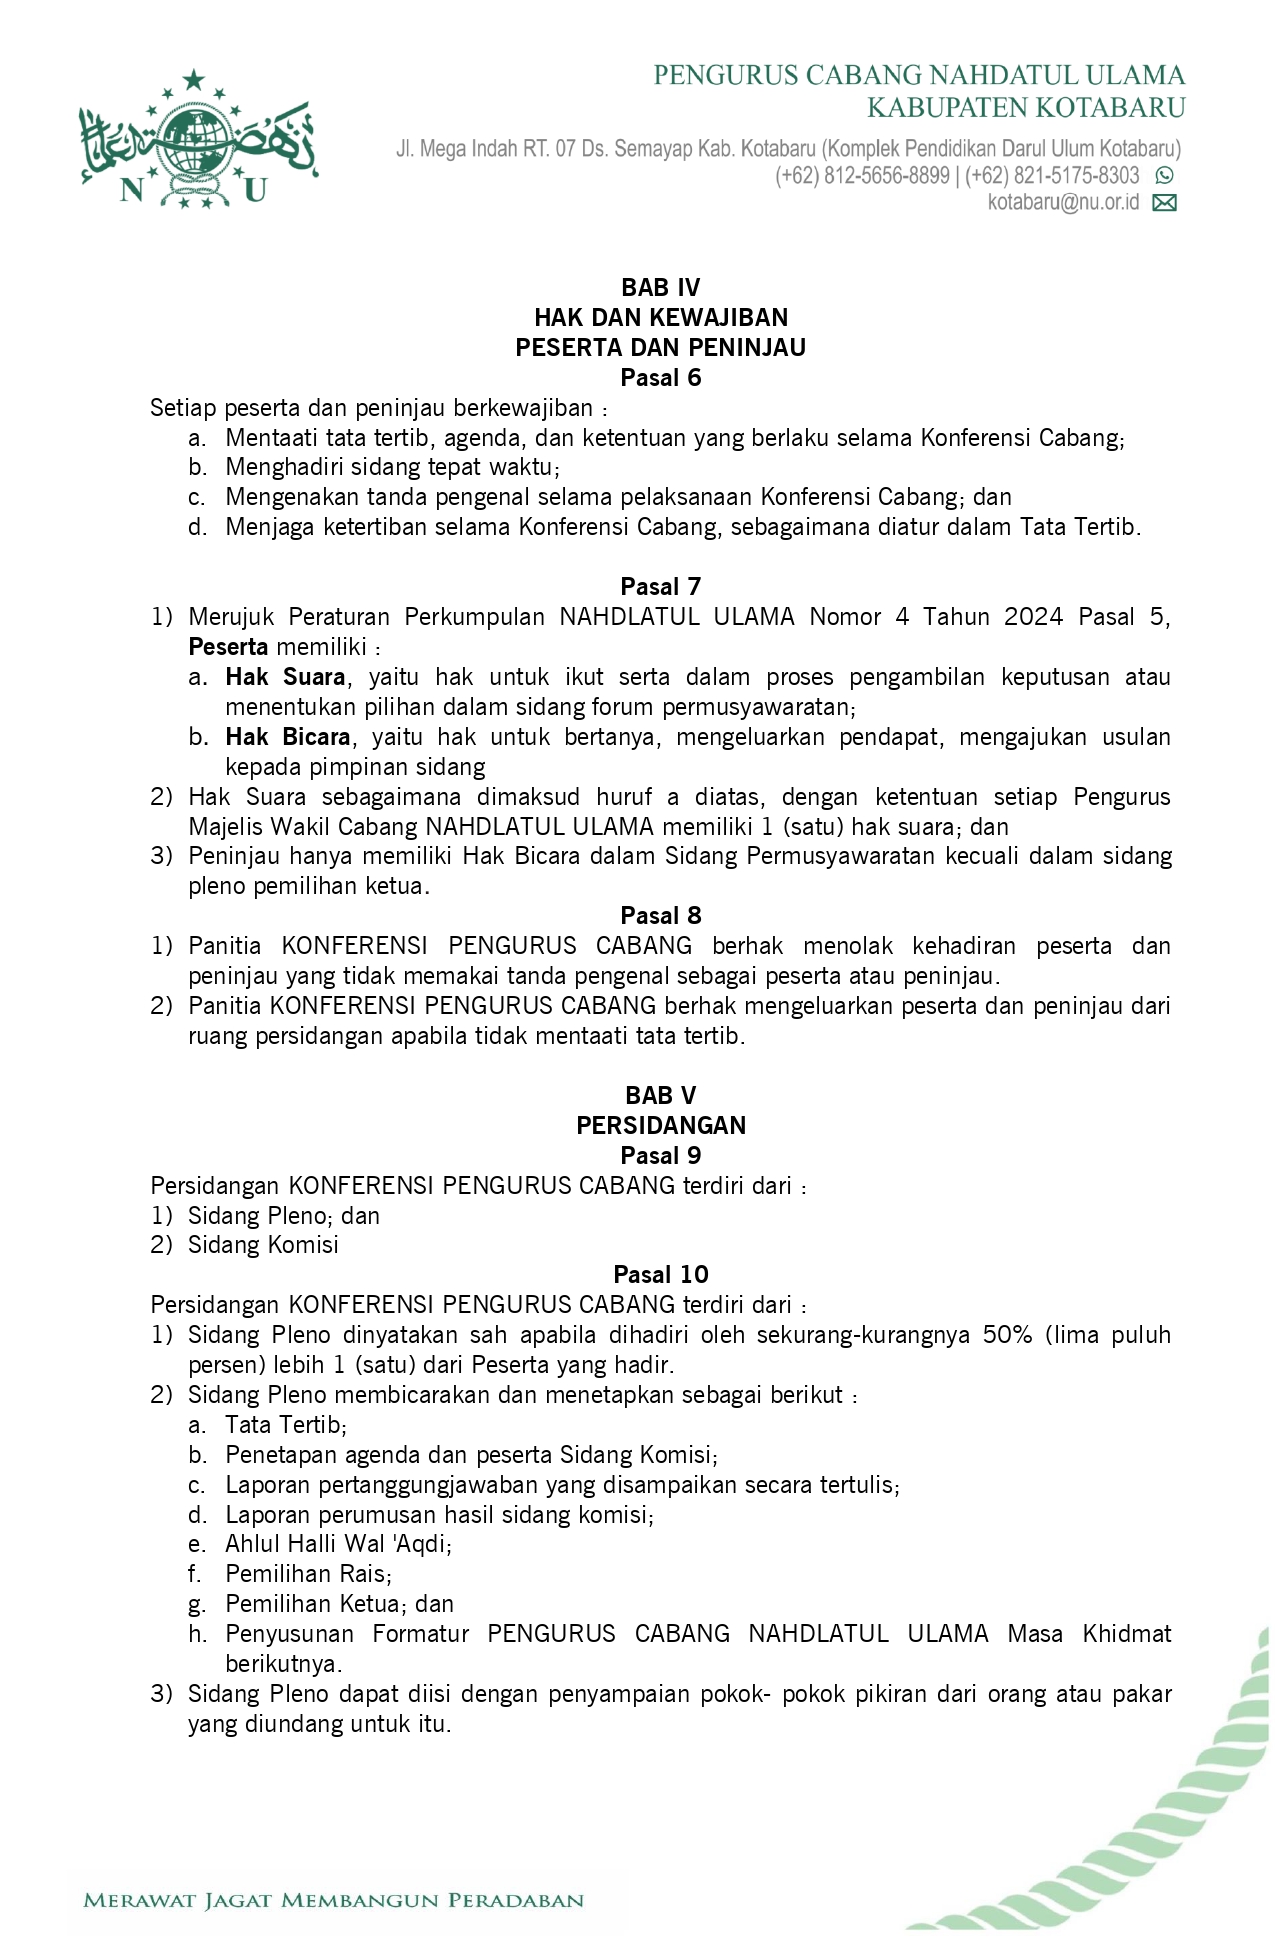 PENGURUS CABANG NAHDATUL ULAMA
KABUPATEN KOTABARU
Jl. Mega Indah RT. 07 Ds. Semayap Kab. Kotabaru (Komplek Pendidikan Darul Ulum Kotabaru)
(+62) 812-5656-8899 | (+62) 821-5175-8303
kotabaru@nu.or.id
N U
BAB IV
HAK DAN KEWAJIBAN
PESERTA DAN PENINJAU
Pasal 6
Setiap peserta dan peninjau berkewajiban :
a. Mentaati tata tertib, agenda, dan ketentuan yang berlaku selama Konferensi Cabang;
b. Menghadiri sidang tepat waktu;
c. Mengenakan tanda pengenal selama pelaksanaan Konferensi Cabang; dan
d. Menjaga ketertiban selama Konferensi Cabang, sebagaimana diatur dalam Tata Tertib.
Pasal 7
1) Merujuk Peraturan Perkumpulan NAHDLATUL ULAMA Nomor 4 Tahun 2024 Pasal 5,
Peserta memiliki :
a. Hak Suara, yaitu hak untuk ikut serta dalam proses pengambilan keputusan atau
menentukan pilihan dalam sidang forum permusyawaratan;
b. Hak Bicara, yaitu hak untuk bertanya, mengeluarkan pendapat, mengajukan usulan
kepada pimpinan sidang
2) Hak Suara sebagaimana dimaksud huruf a diatas, dengan ketentuan setiap Pengurus
Majelis Wakil Cabang NAHDLATUL ULAMA memiliki 1 (satu) hak suara; dan
3) Peninjau hanya memiliki Hak Bicara dalam Sidang Permusyawaratan kecuali dalam sidang
pleno pemilihan ketua.
Pasal 8
1) Panitia KONFERENSI PENGURUS CABANG berhak menolak kehadiran peserta dan
peninjau yang tidak memakai tanda pengenal sebagai peserta atau peninjau.
2) Panitia KONFERENSI PENGURUS CABANG berhak mengeluarkan peserta dan peninjau dari
ruang persidangan apabila tidak mentaati tata tertib.
BAB V
PERSIDANGAN
Pasal 9
Persidangan KONFERENSI PENGURUS CABANG terdiri dari :
1) Sidang Pleno; dan
2) Sidang Komisi
Pasal 10
Persidangan KONFERENSI PENGURUS CABANG terdiri dari :
1) Sidang Pleno dinyatakan sah apabila dihadiri oleh sekurang-kurangnya 50% (lima puluh
persen) lebih 1 (satu) dari Peserta yang hadir.
2) Sidang Pleno membicarakan dan menetapkan sebagai berikut :
a. Tata Tertib;
b. Penetapan agenda dan peserta Sidang Komisi;
c. Laporan pertanggungjawaban yang disampaikan secara tertulis;
d. Laporan perumusan hasil sidang komisi;
e. Ahlul Halli Wal 'Aqdi;
f. Pemilihan Rais;
g. Pemilihan Ketua; dan
h. Penyusunan Formatur PENGURUS CABANG NAHDLATUL ULAMA Masa Khidmat
berikutnya.
3) Sidang Pleno dapat diisi dengan penyampaian pokok- pokok pikiran dari orang atau pakar
yang diundang untuk itu.
MERAWAT JAGAT MEMBANGUN PERADABAN